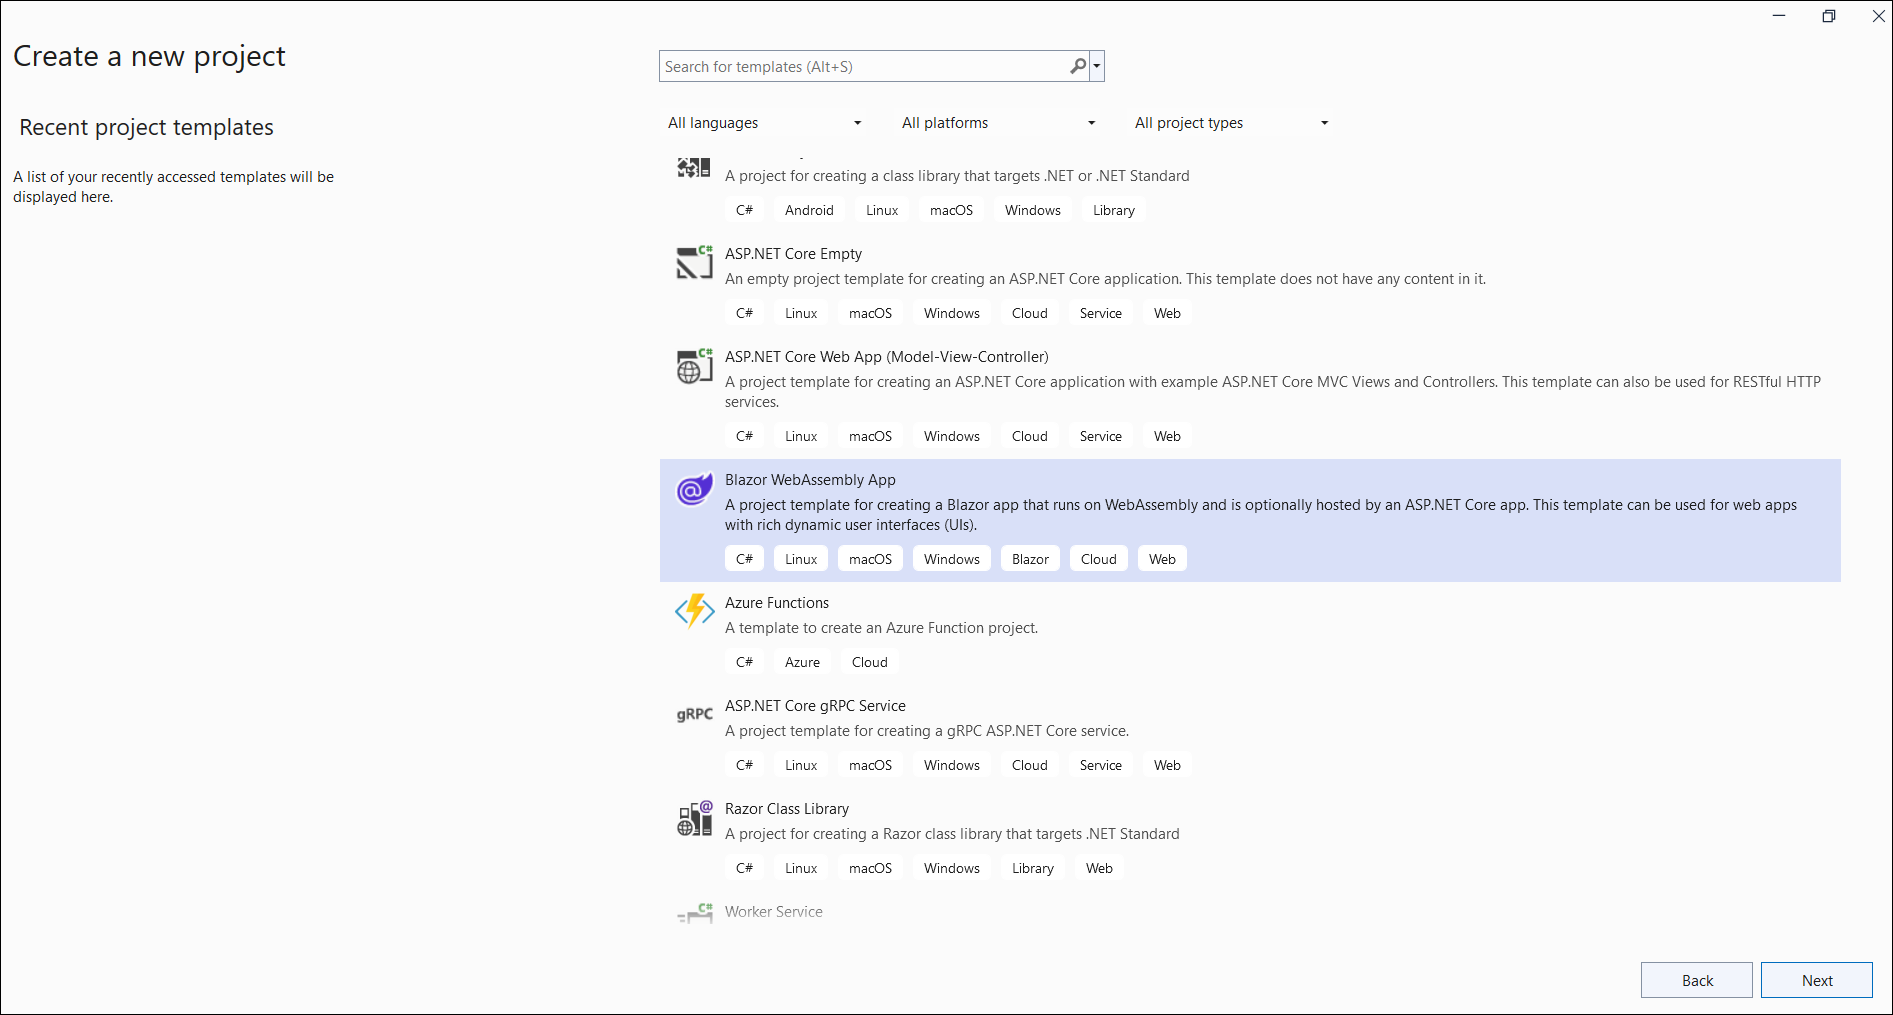 Create a new project
Search for templates (Alt+S)
Recent project templates
A list of your recently accessed templates will be
displayed here.
All languages
All platforms
All project types
A project for creating a class library that targets .NET or .NET Standard
C# Android Linux macOS Windows Library
C#
ASP.NET Core Empty
An empty project template for creating an ASP.NET Core application. This template does not have any content in it.
C# Linux macOS Windows Cloud Service Web
C#
ASP.NET Core Web App (Model-View-Controller)
A project template for creating an ASP.NET Core application with example ASP.NET Core MVC Views and Controllers. This template can also be used for RESTful HTTP
services.
C# Linux macOS Windows Cloud Service Web
@
Blazor WebAssembly App
A project template for creating a Blazor app that runs on WebAssembly and is optionally hosted by an ASP.NET Core app. This template can be used for web apps
with rich dynamic user interfaces (UIs).
C# Linux macOS Windows Blazor Cloud Web
Azure Functions
A template to create an Azure Function project.
C# Azure Cloud
gRPC
ASP.NET Core gRPC Service
A project template for creating a gRPC ASP.NET Core service.
C# Linux macOS Windows Cloud Service Web
@
Razor Class Library
A project for creating a Razor class library that targets .NET Standard
C# Linux macOS Windows Library Web
C#
Worker Service
Back
Next